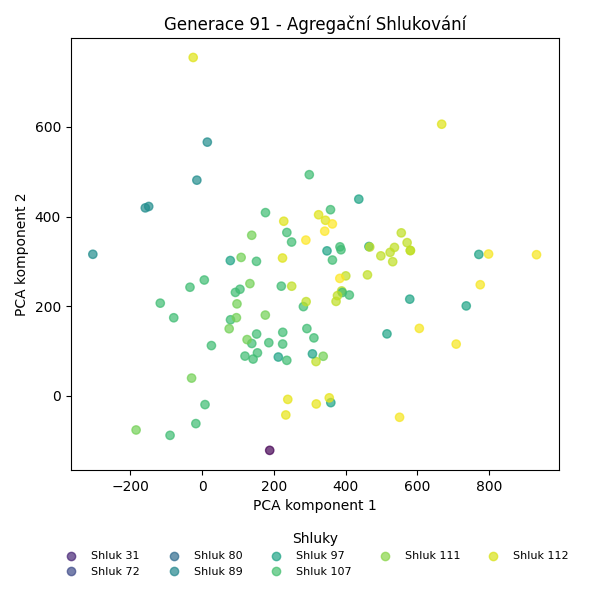 Generace 91 - Agregační Shlukování
PCA komponent 2
600
400
200
0
−200 0 200 400 600 800
PCA komponent 1
Shluky
Shluk 31 Shluk 80 Shluk 97 Shluk 111 Shluk 112
Shluk 72 Shluk 89 Shluk 107